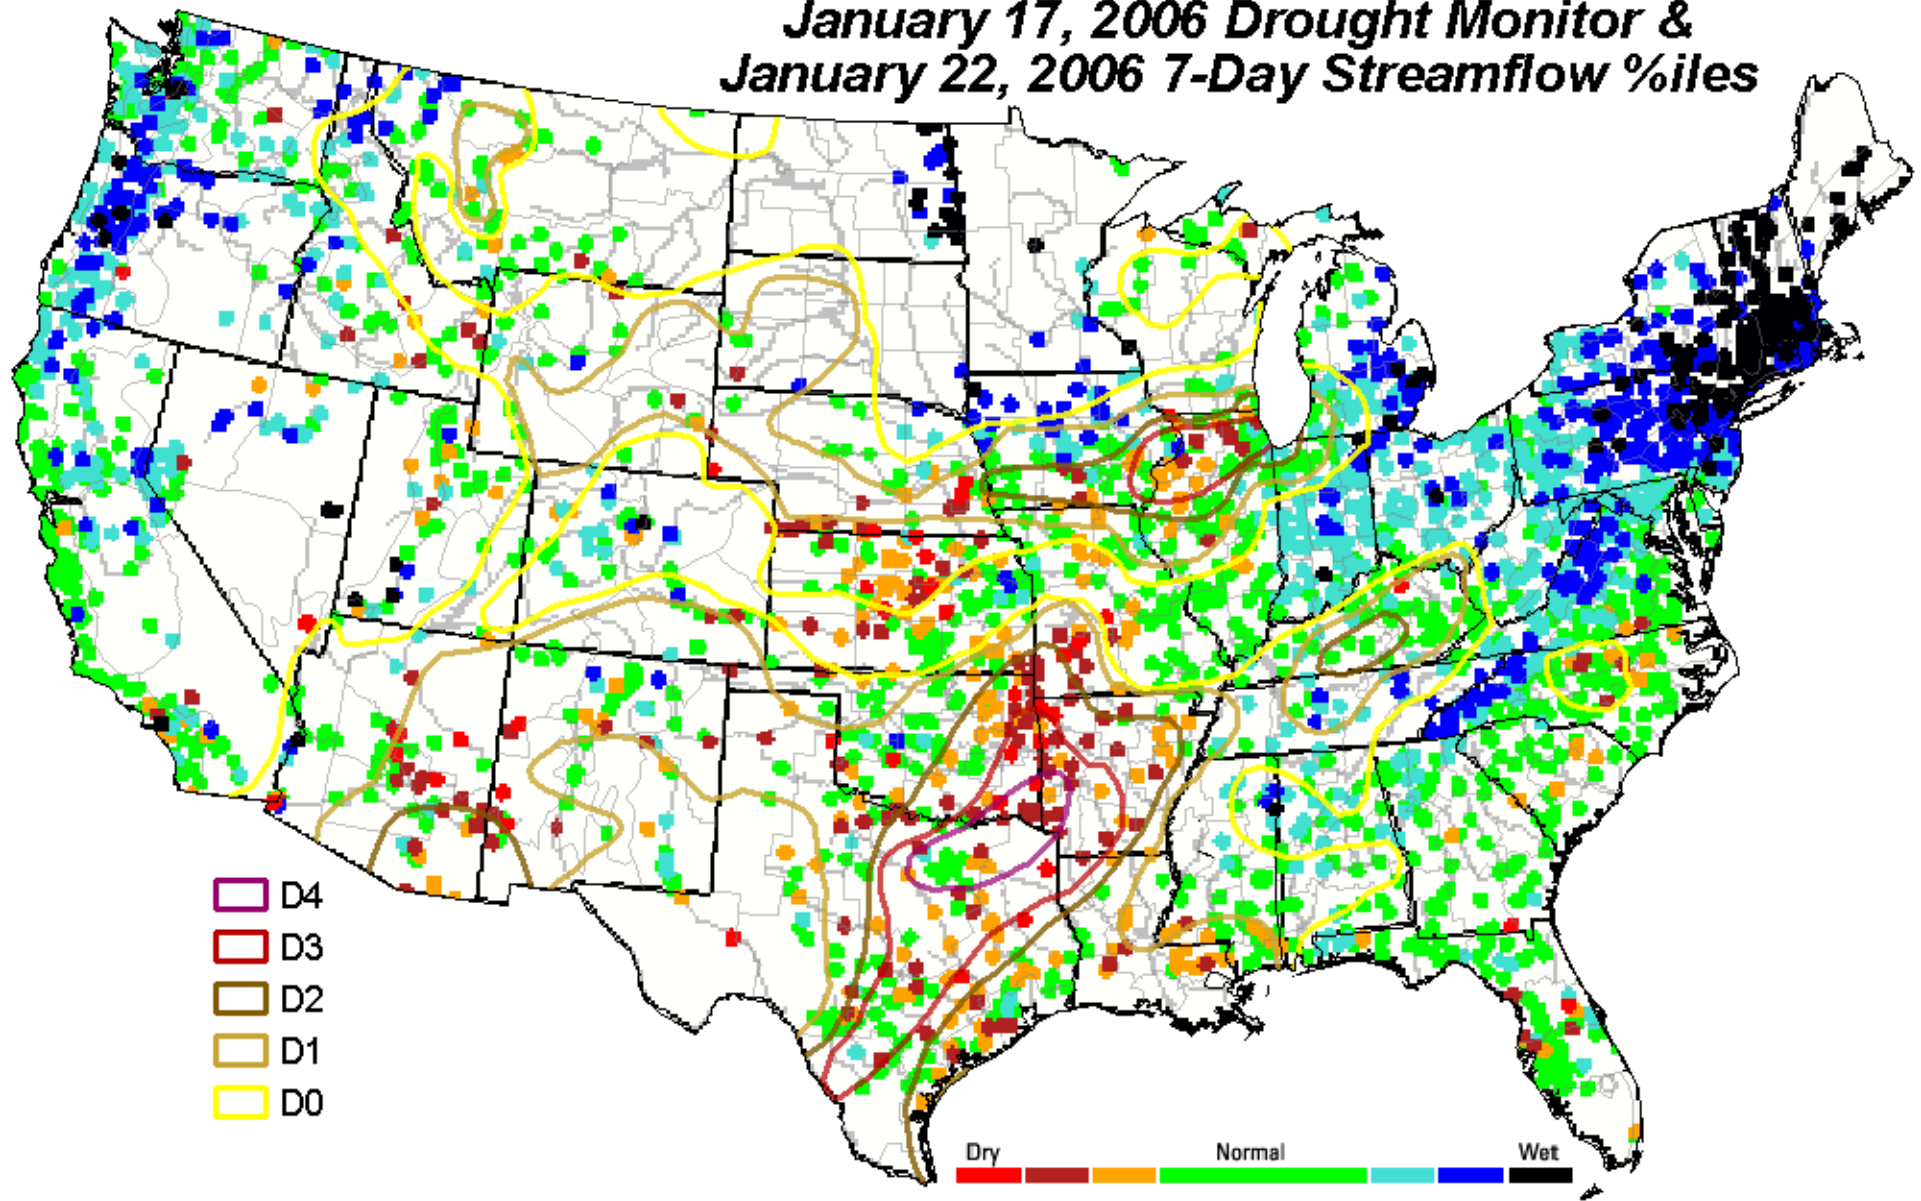 January 17, 2006 Drought Monitor &
January 22, 2006 7-Day Streamflow %iles
D4
D3
D2
D1
D0
Dry Normal Wet